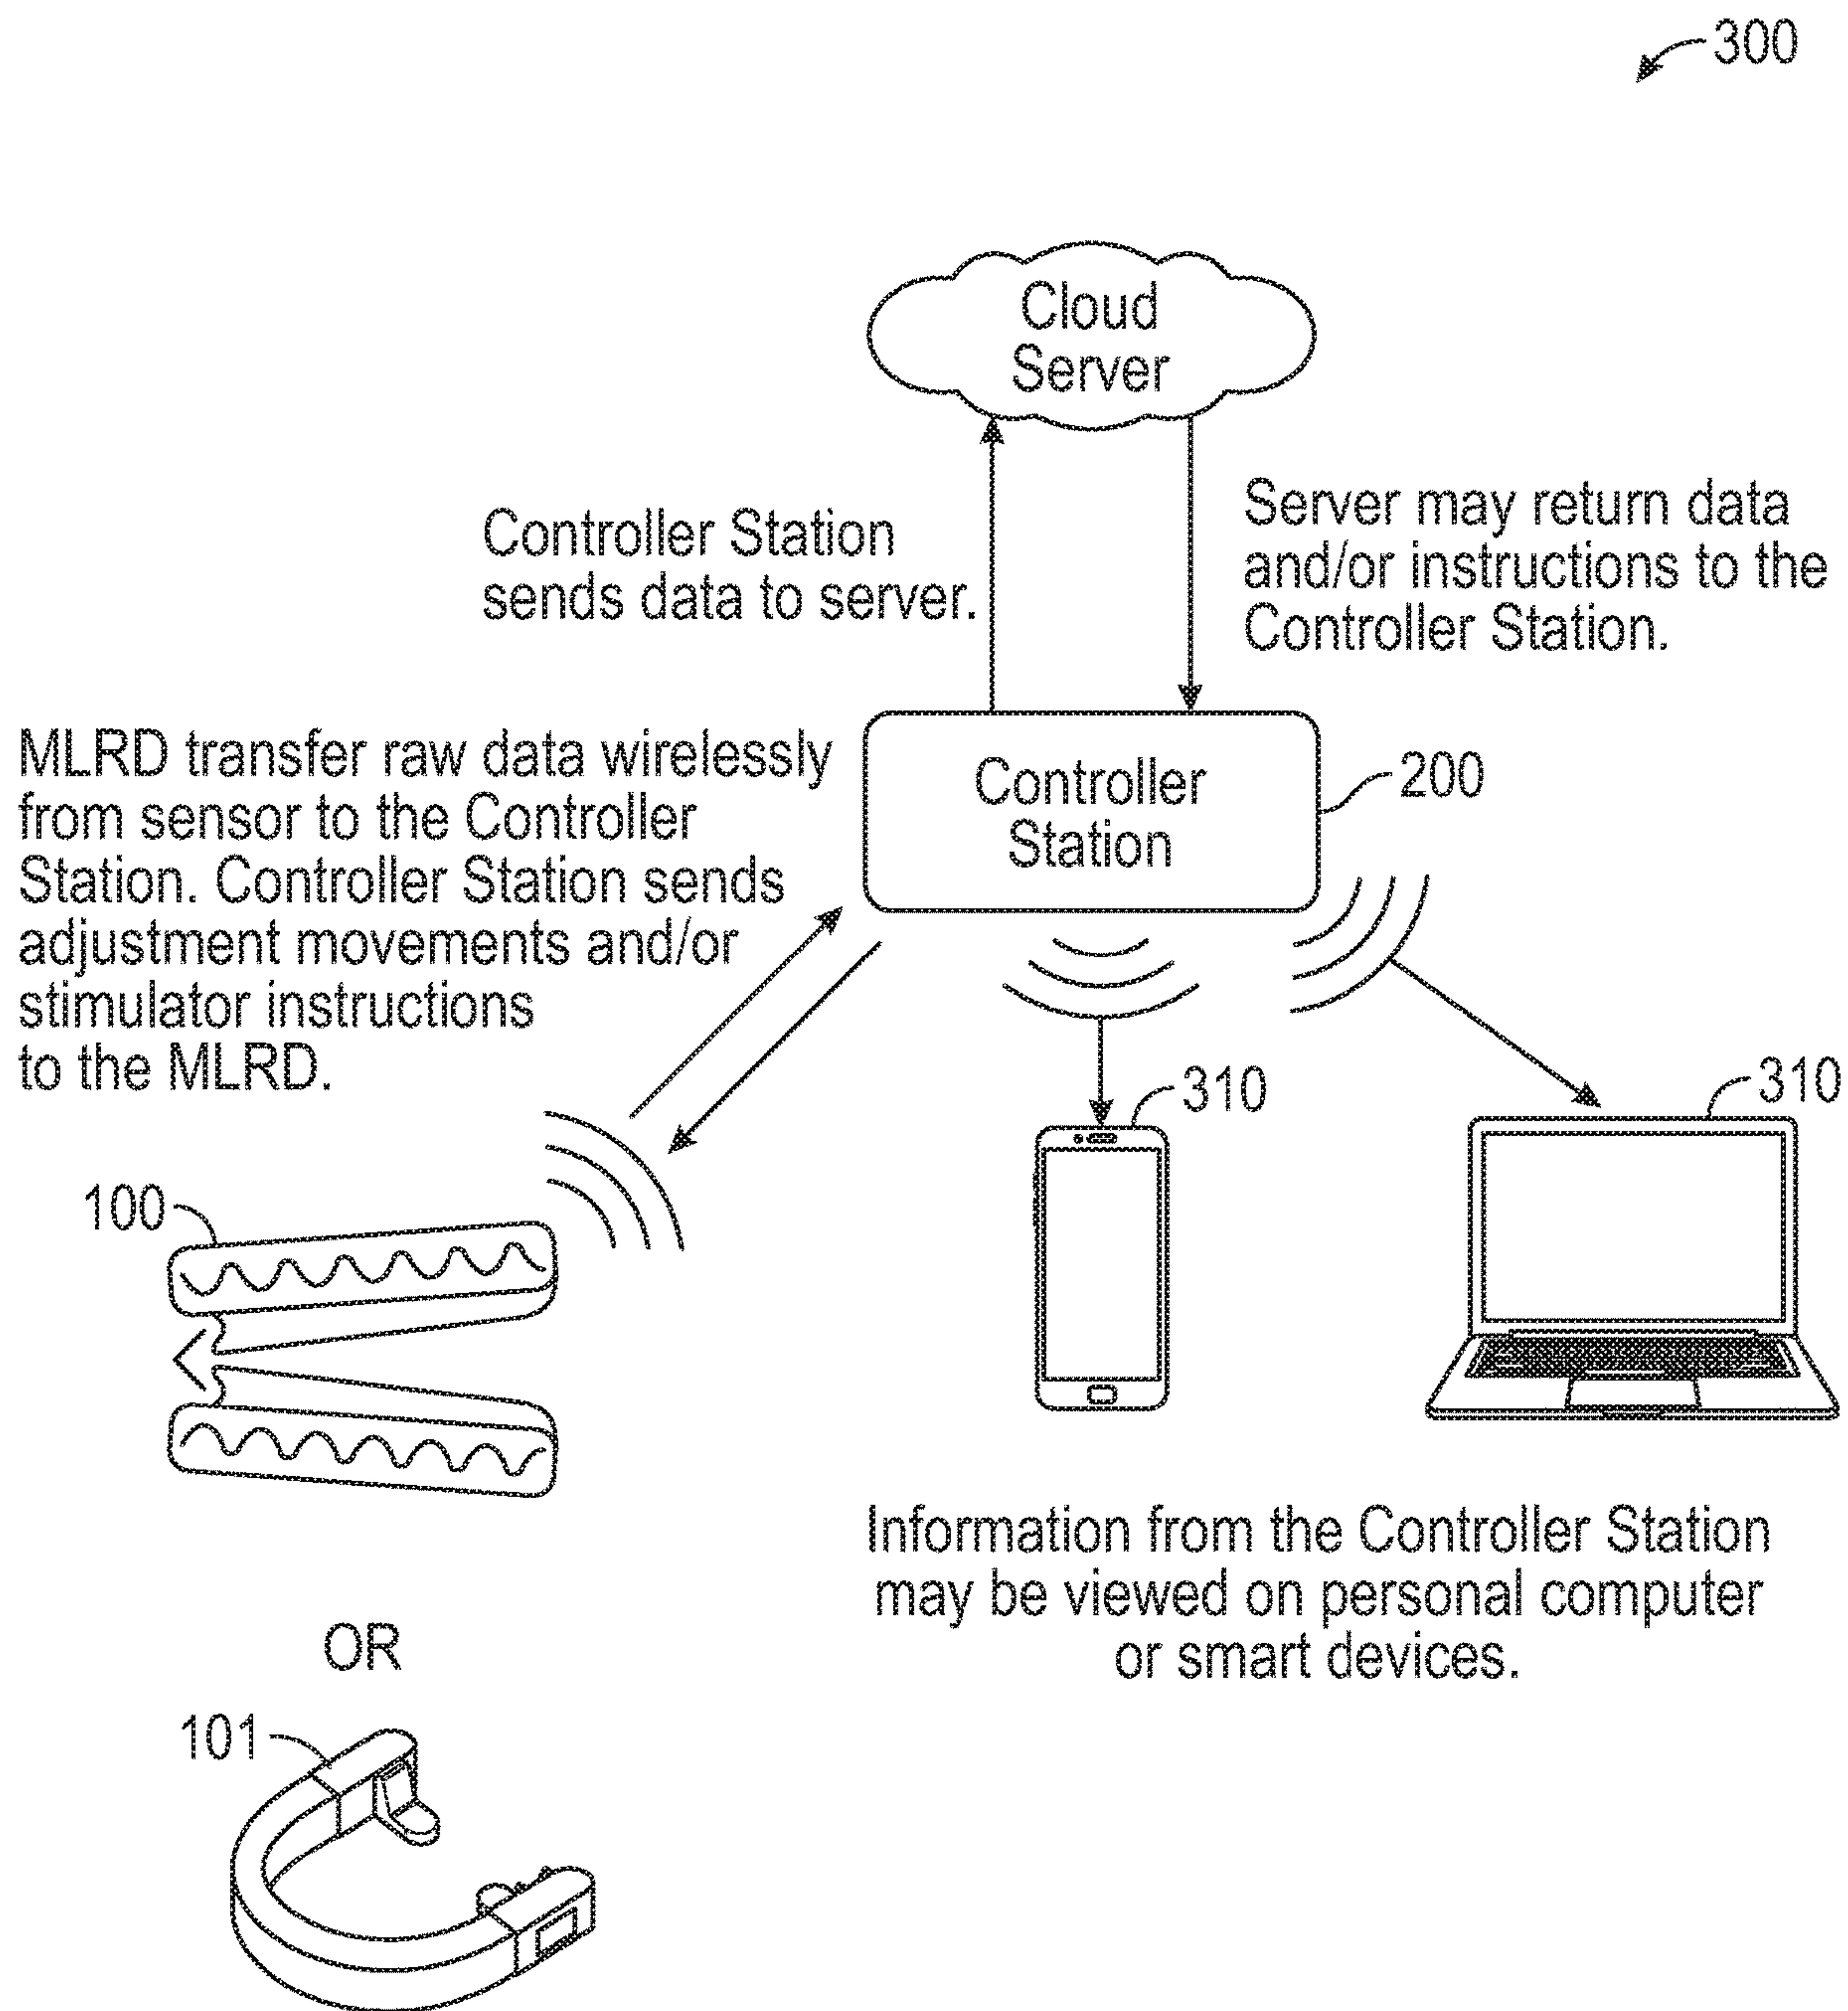 300
Cloud
Server
Controller Station
sends data to server.
Server may return data
and/or instructions to the
Controller Station.
MLRD transfer raw data wirelessly
from sensor to the Controller
Station. Controller Station sends
adjustment movements and/or
stimulator instructions
to the MLRD.
Controller
Station
200
310
310
100
Information from the Controller Station
may be viewed on personal computer
or smart devices.
OR
101